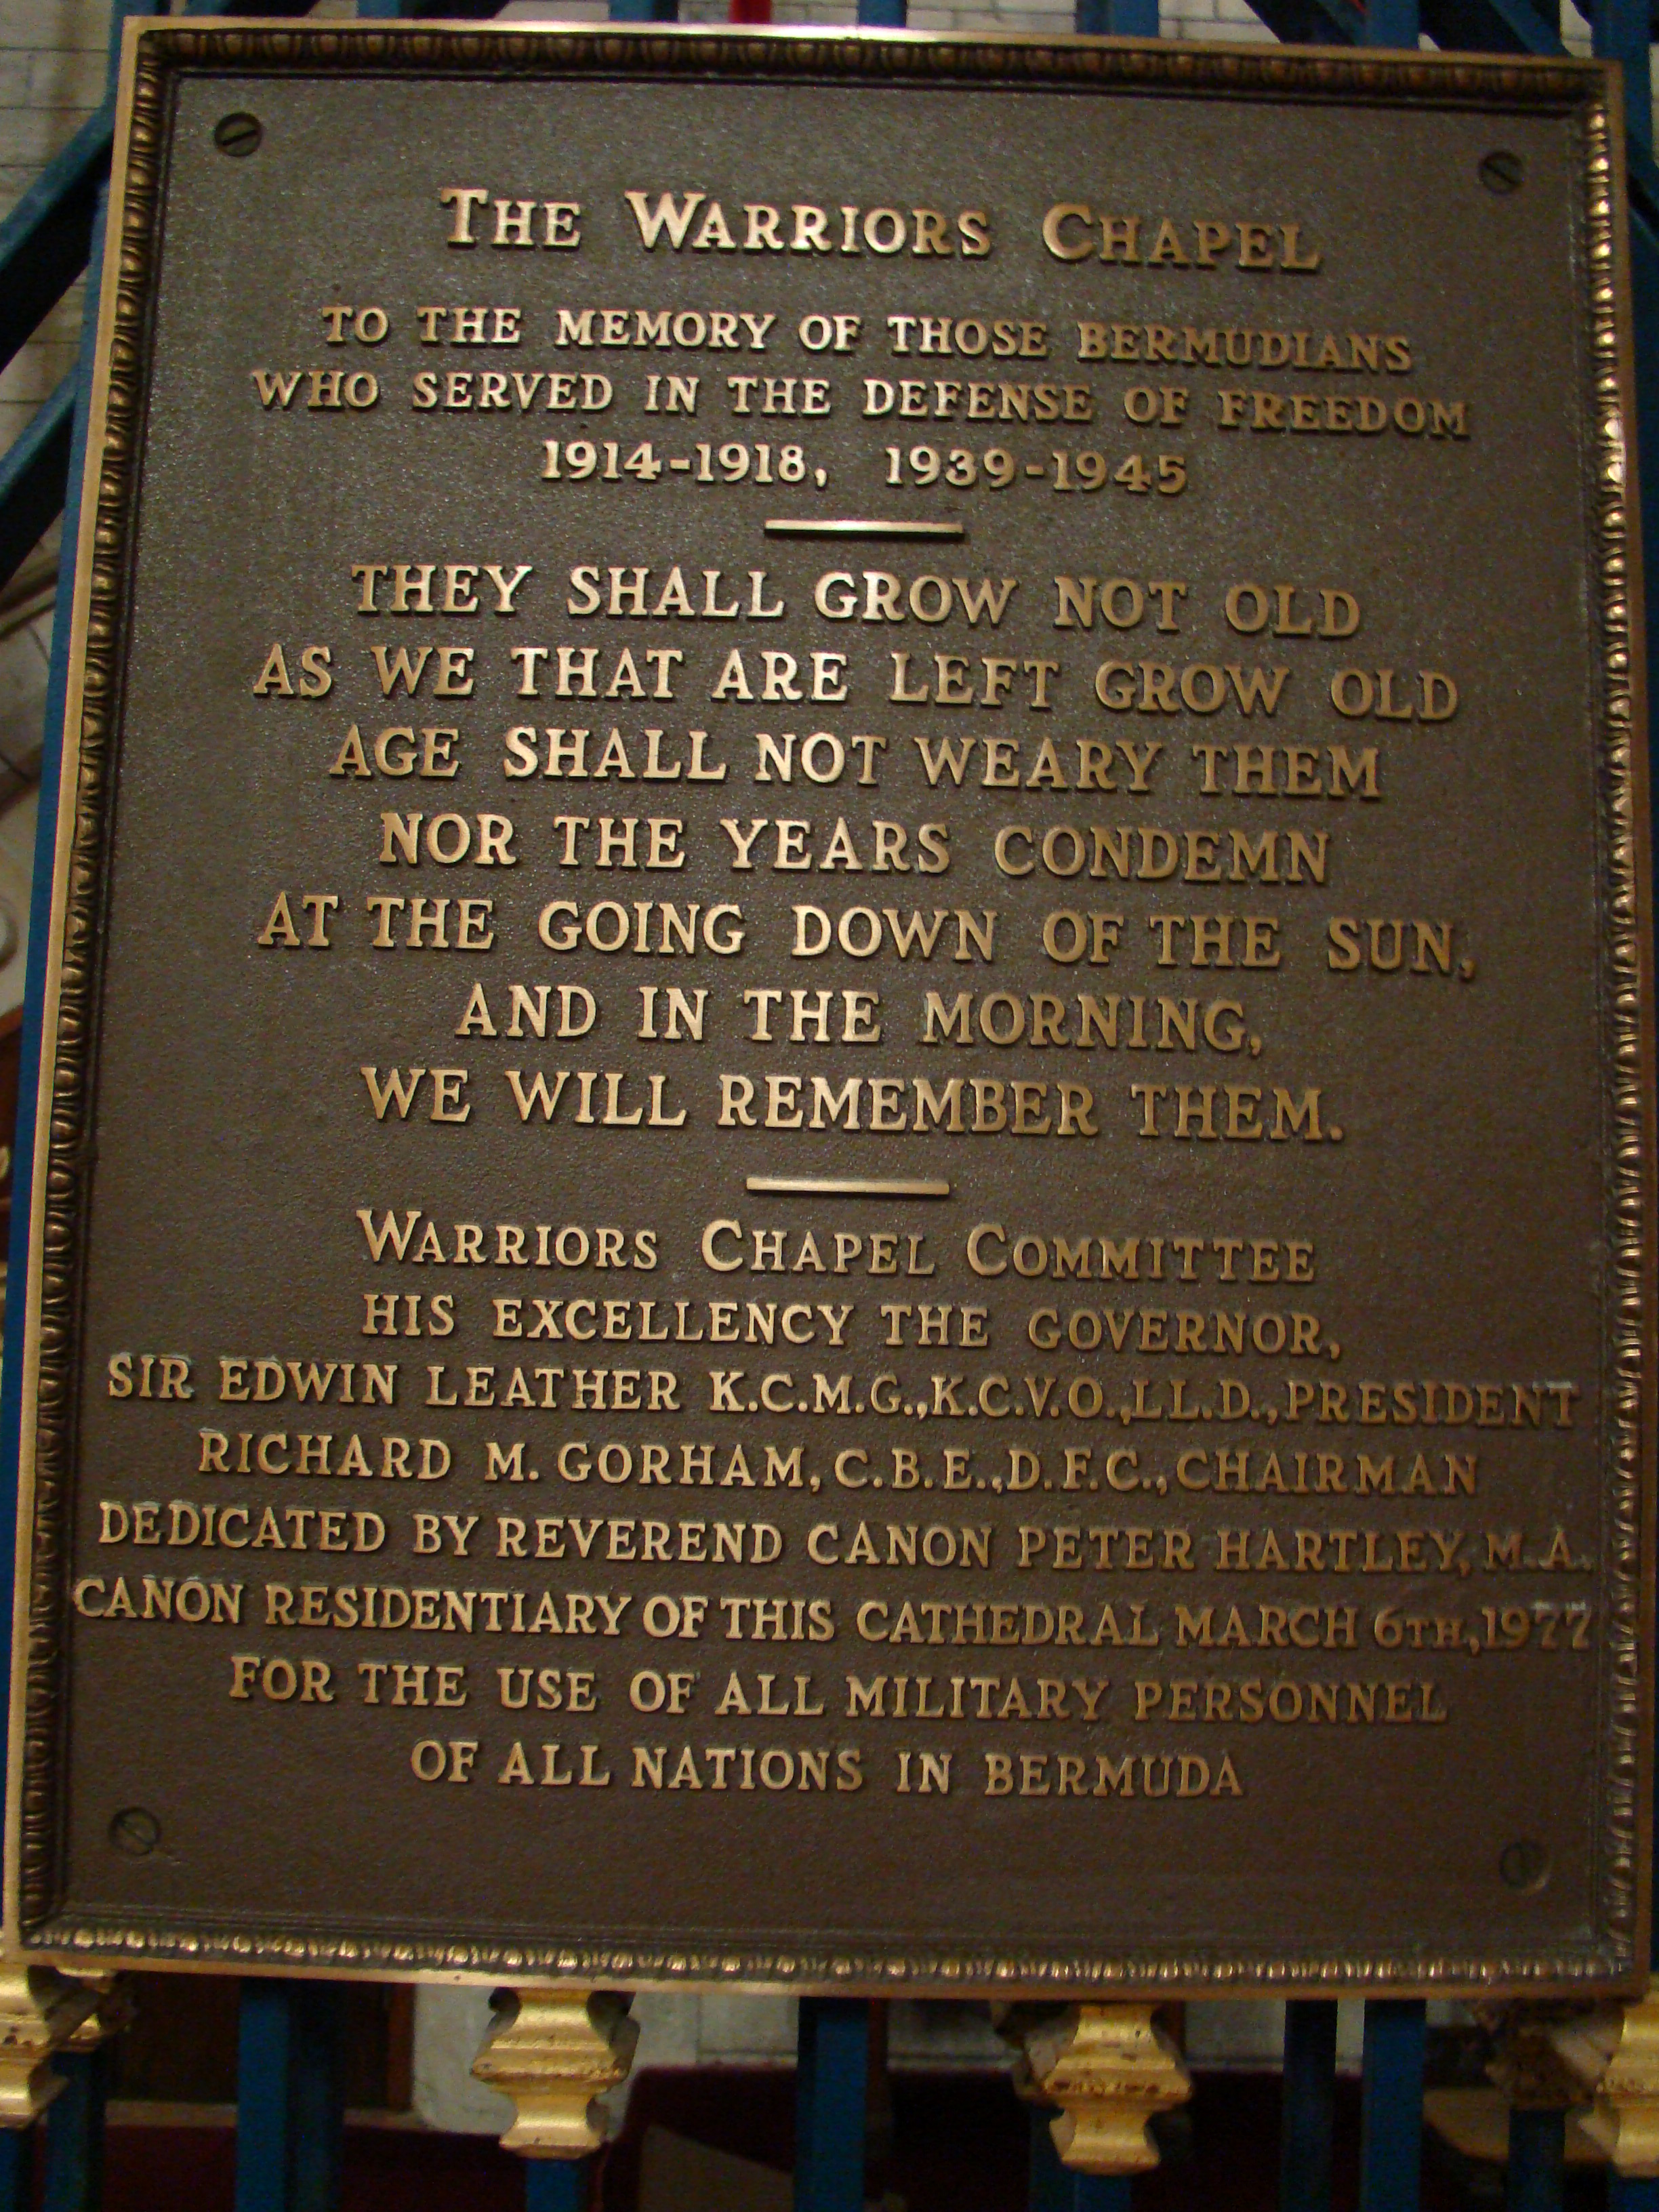 THE WARRIORS CHAPEL
TO THE MEMORY OF THOSE BERMUDIANS
WHO SERVED IN THE DEFENSE OF FREEDOM
1914-1918, 1939-1945
THEY SHALL GROW NOT OLD
AS WE THAT ARE LEFT GROW OLD
AGE SHALL NOT WEARY THEM
NOR THE YEARS CONDEMN
AT THE GOING DOWN OF THE SUN,
AND IN THE MORNING,
WE WILL REMEMBER THEM.
WARRIORS CHAPEL COMMITTEE
HIS EXCELLENCY THE GOVERNOR,
SIR EDWIN LEATHER K.C.M.G.,K.C.V.O.,LL.D.,PRESIDENT
RICHARD M. GORHAM, C.B.E.,D.F.C.,CHAIRMAN
DEDICATED BY REVEREND CANON PETER HARTLEY, M.A.
CANON RESIDENTIARY OF THIS CATHEDRAL MARCH 6TH,1977
FOR THE USE OF ALL MILITARY PERSONNEL
OF ALL NATIONS IN BERMUDA